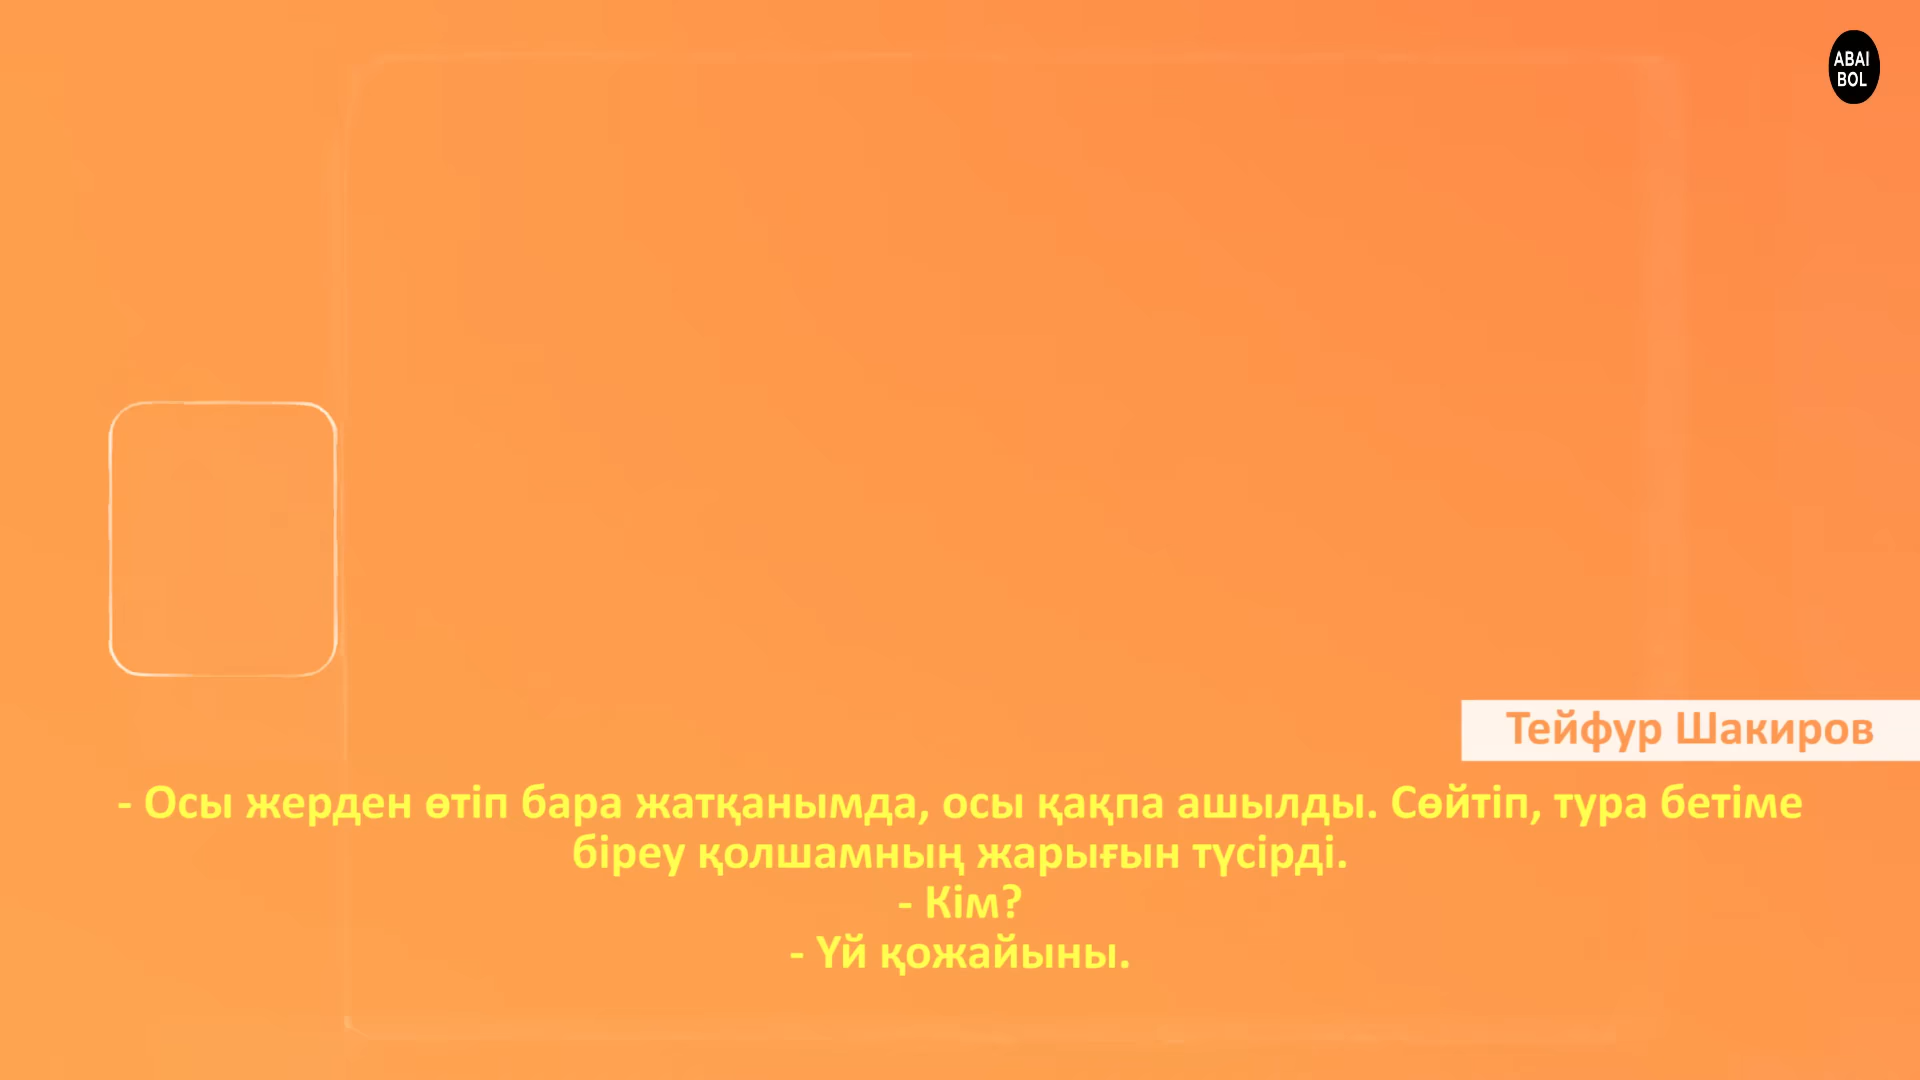 ABAI
BOL
Тейфур Шакиров
- Осы жерден өтіп бара жатқанымда, осы қақпа ашылды. Сөйтіп, тура бетіме
біреу қолшамның жарығын түсірді.
- Кім?
- Үй қожайыны.